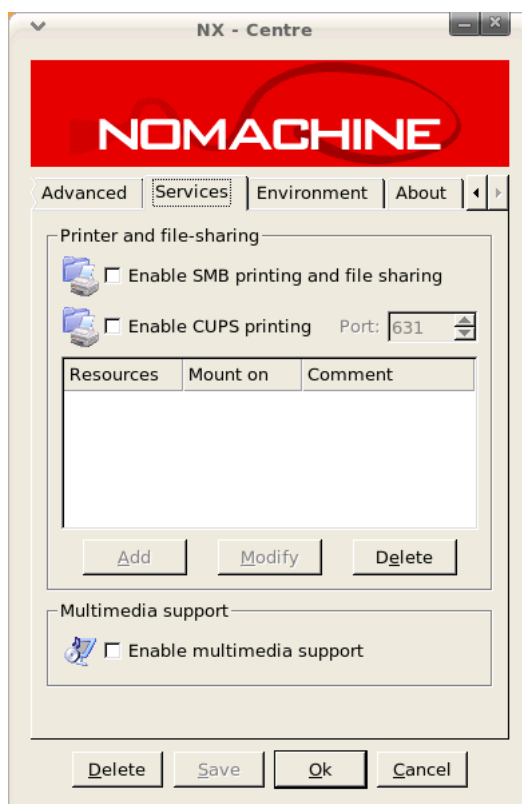 NX - Centre
NOMACHINE
Advanced Services Environment About
Printer and file-sharing
Enable SMB printing and file sharing
Enable CUPS printing Port: 631
Resources Mount on Comment
Add Modify Delete
Multimedia support
Enable multimedia support
Delete Save Ok Cancel